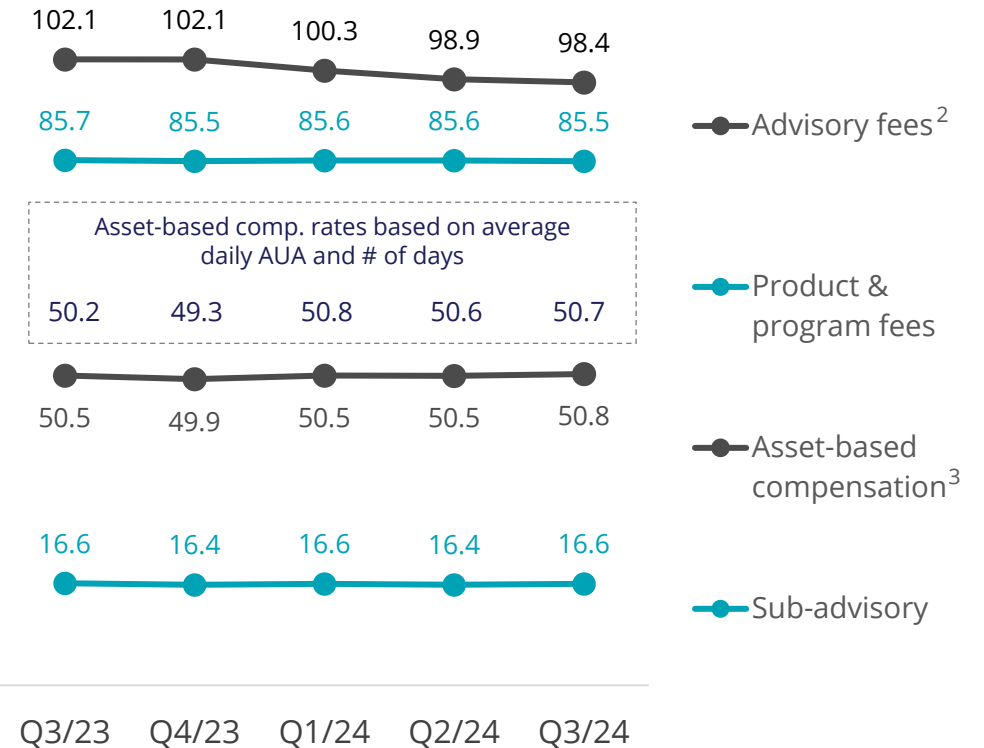 102.1 102.1 100.3 98.9 98.4
85.7 85.5 85.6 85.6 85.5
Asset-based comp. rates based on average
daily AUA and # of days
50.2 49.3 50.8 50.6 50.7
50.5 49.9 50.5 50.5 50.8
16.6 16.4 16.6 16.4 16.6
Q3/23 Q4/23 Q1/24 Q2/24 Q3/24
Advisory fees²
Product &
program fees
Asset-based
compensation³
Sub-advisory